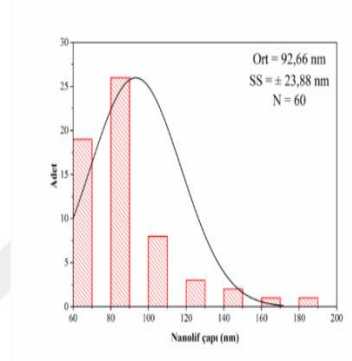 Ort = 92,66 nm
SS = ± 23,88 nm
N = 60
30
25
20
15
10
5
0
Adet
60 80 100 120 140 160 180 200
Nanolif çapı (nm)